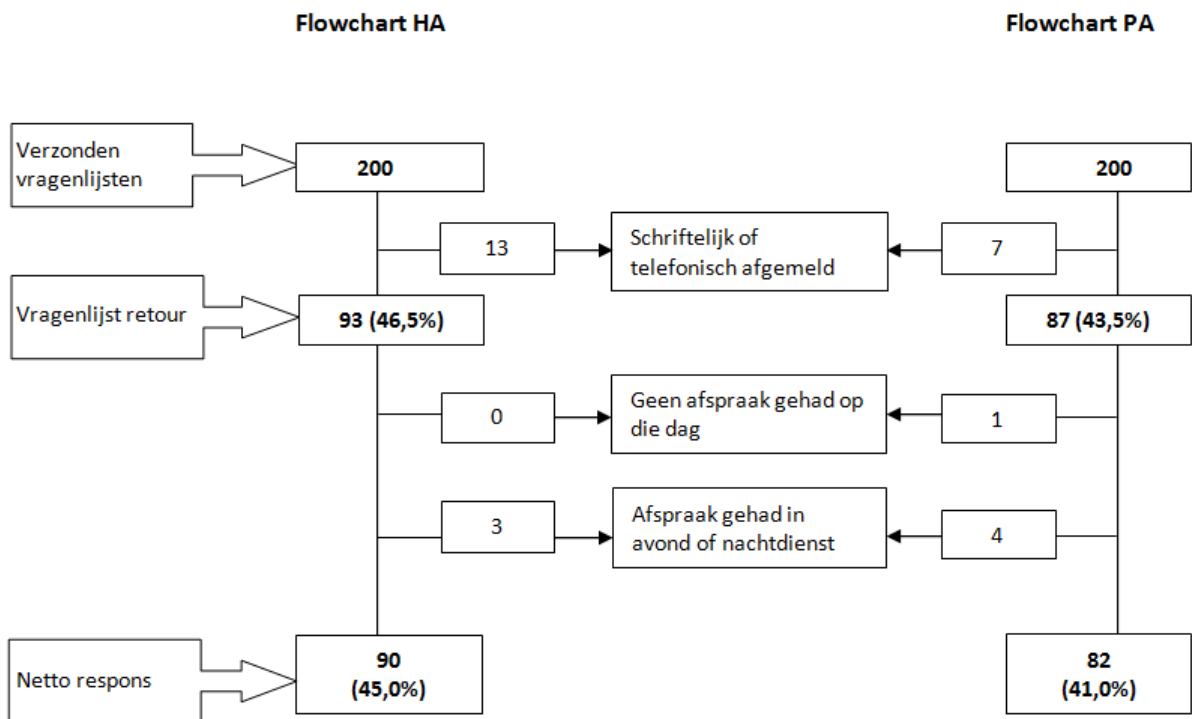 Flowchart HA
Flowchart PA
Verzonden
vragenlijsten
200
200
13
Schriftelijk of
telefonisch afgemeld
7
Vragenlijst retour
93 (46,5%)
87 (43,5%)
0
Geen afspraak gehad op
die dag
1
3
Afspraak gehad in
avond of nachtdienst
4
Netto respons
90
(45,0%)
82
(41,0%)